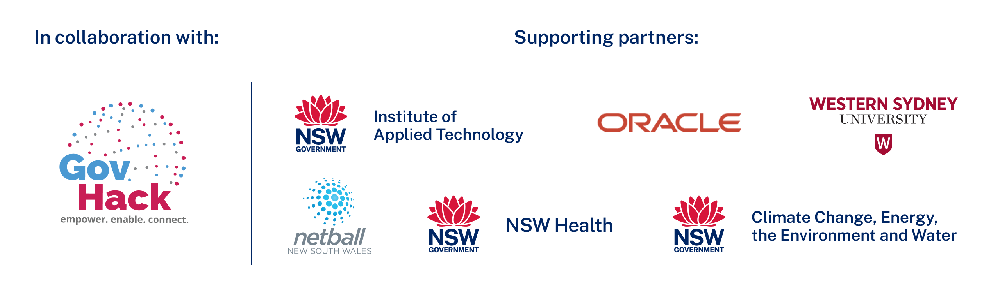 In collaboration with:
Supporting partners:
Gov
Hack
empower. enable. connect.
NSW
GOVERNMENT
Institute of
Applied Technology
ORACLE
WESTERN SYDNEY
UNIVERSITY
W
netball
NEW SOUTH WALES
NSW
GOVERNMENT
NSW Health
NSW
GOVERNMENT
Climate Change, Energy,
the Environment and Water